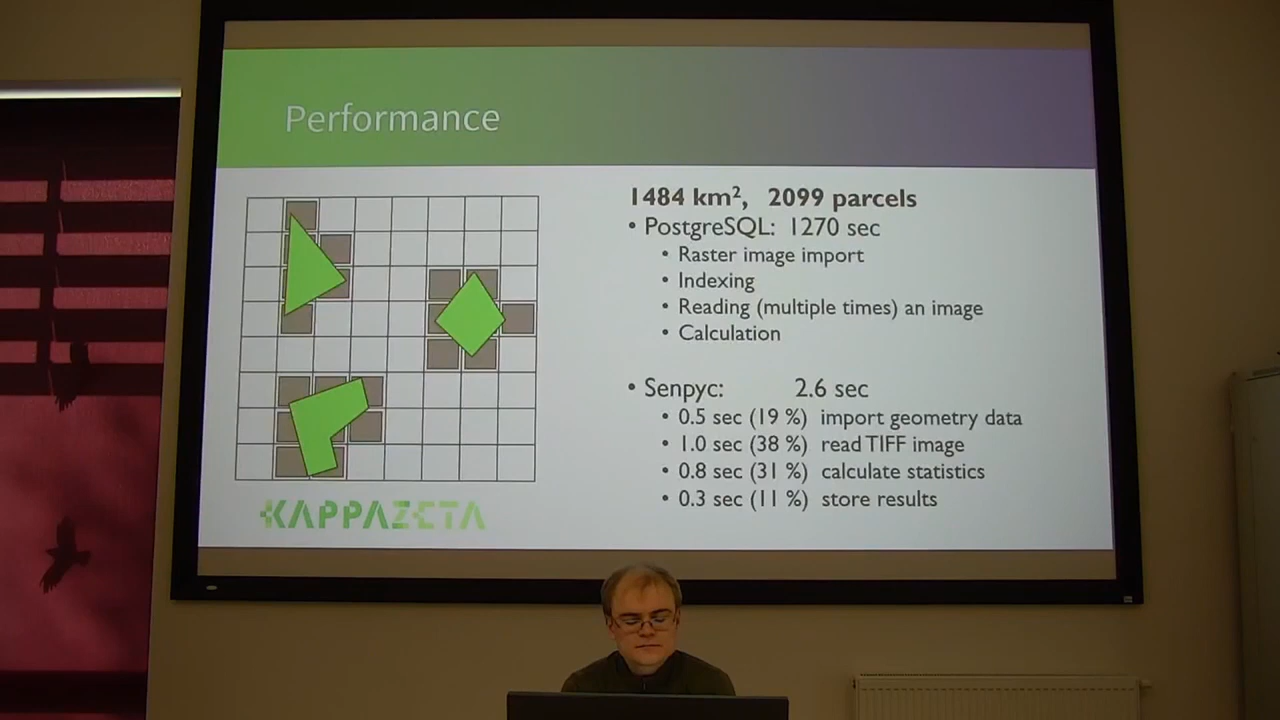 Performance
1484 km², 2099 parcels
• PostgreSQL: 1270 sec
• Raster image import
• Indexing
• Reading (multiple times) an image
• Calculation
• Senpyc: 2.6 sec
• 0.5 sec (19 %) import geometry data
• 1.0 sec (38 %) read TIFF image
• 0.8 sec (31 %) calculate statistics
• 0.3 sec (11 %) store results
KAPPAZETA